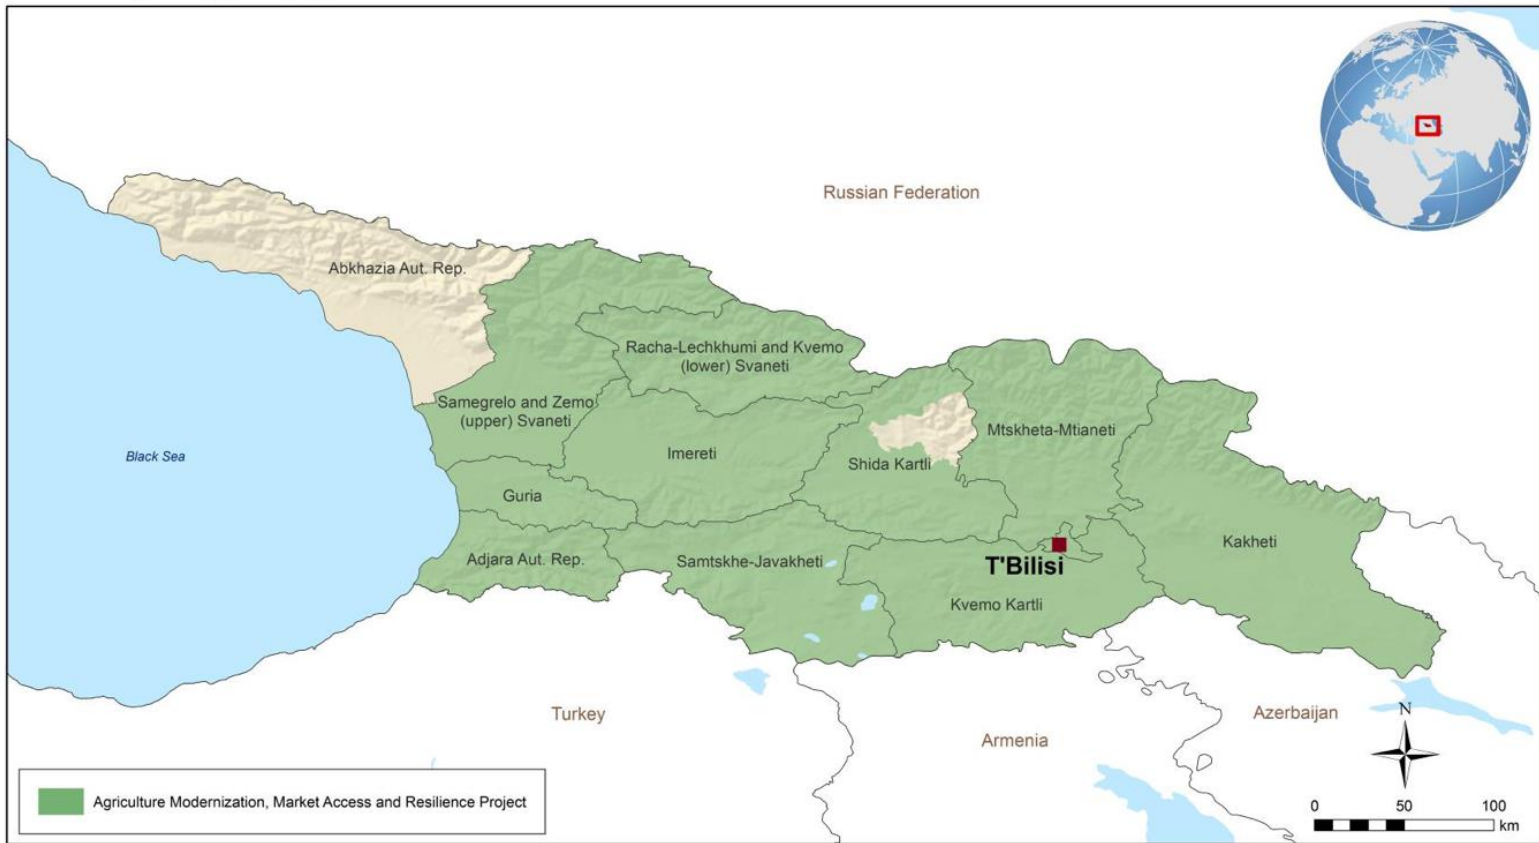 Russian Federation
Abkhazia Aut. Rep.
Racha-Lechkhumi and Kvemo
(lower) Svaneti
Samegrelo and Zemo
(upper) Svaneti
Mtskheta-Mtianeti
Imereti
Shida Kartli
Black Sea
Guria
Kakheti
Adjara Aut. Rep.
Samtskhe-Javakheti
T'Bilisi
Kvemo Kartli
Turkey
Azerbaijan
Armenia
N
Agriculture Modernization, Market Access and Resilience Project
0 50 100
km